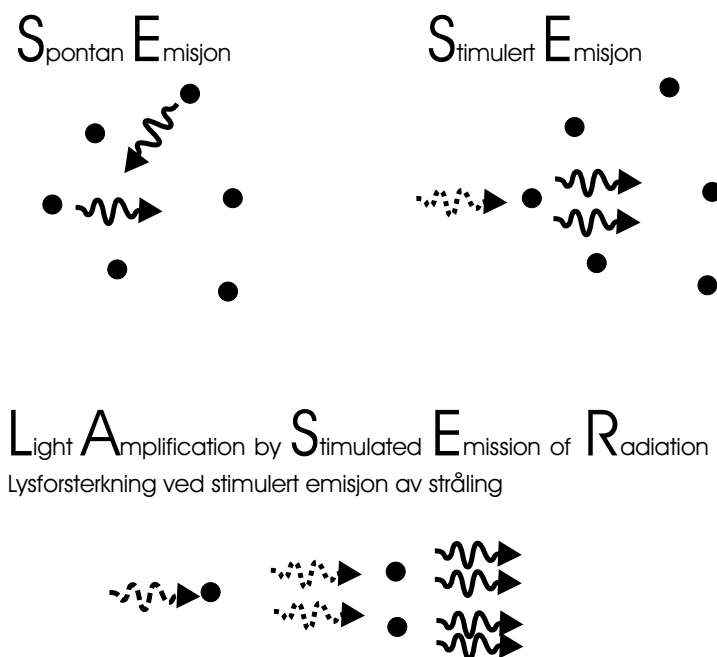 Spontan Emisjon
Stimulert Emisjon
Light Amplification by Stimulated Emission of Radiation
Lysforsterkning ved stimulert emisjon av stråling